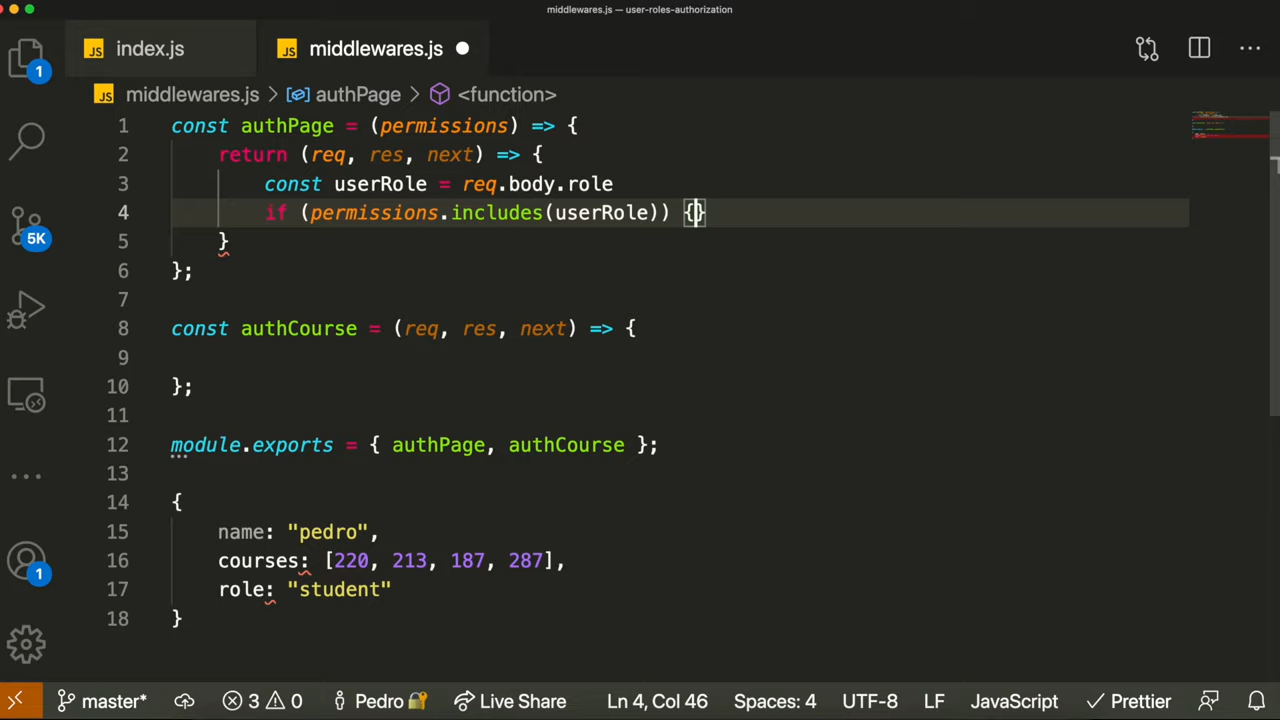 middlewares.js — user-roles-authorization
JS index.js
JS middlewares.js
JS middlewares.js > authPage > <function>
1
5K
1
1 const authPage = (permissions) => {
2 return (req, res, next) => {
3 const userRole = req.body.role
4 if (permissions.includes(userRole)) {}
5 }
6 };
7
8 const authCourse = (req, res, next) => {
9
10 };
11
12 module.exports = { authPage, authCourse };
13
14 {
15 name: "pedro",
16 courses: [220, 213, 187, 287],
17 role: "student"
18 }
master* 3 0 Pedro🔐 Live Share Ln 4, Col 46 Spaces: 4 UTF-8 LF JavaScript Prettier